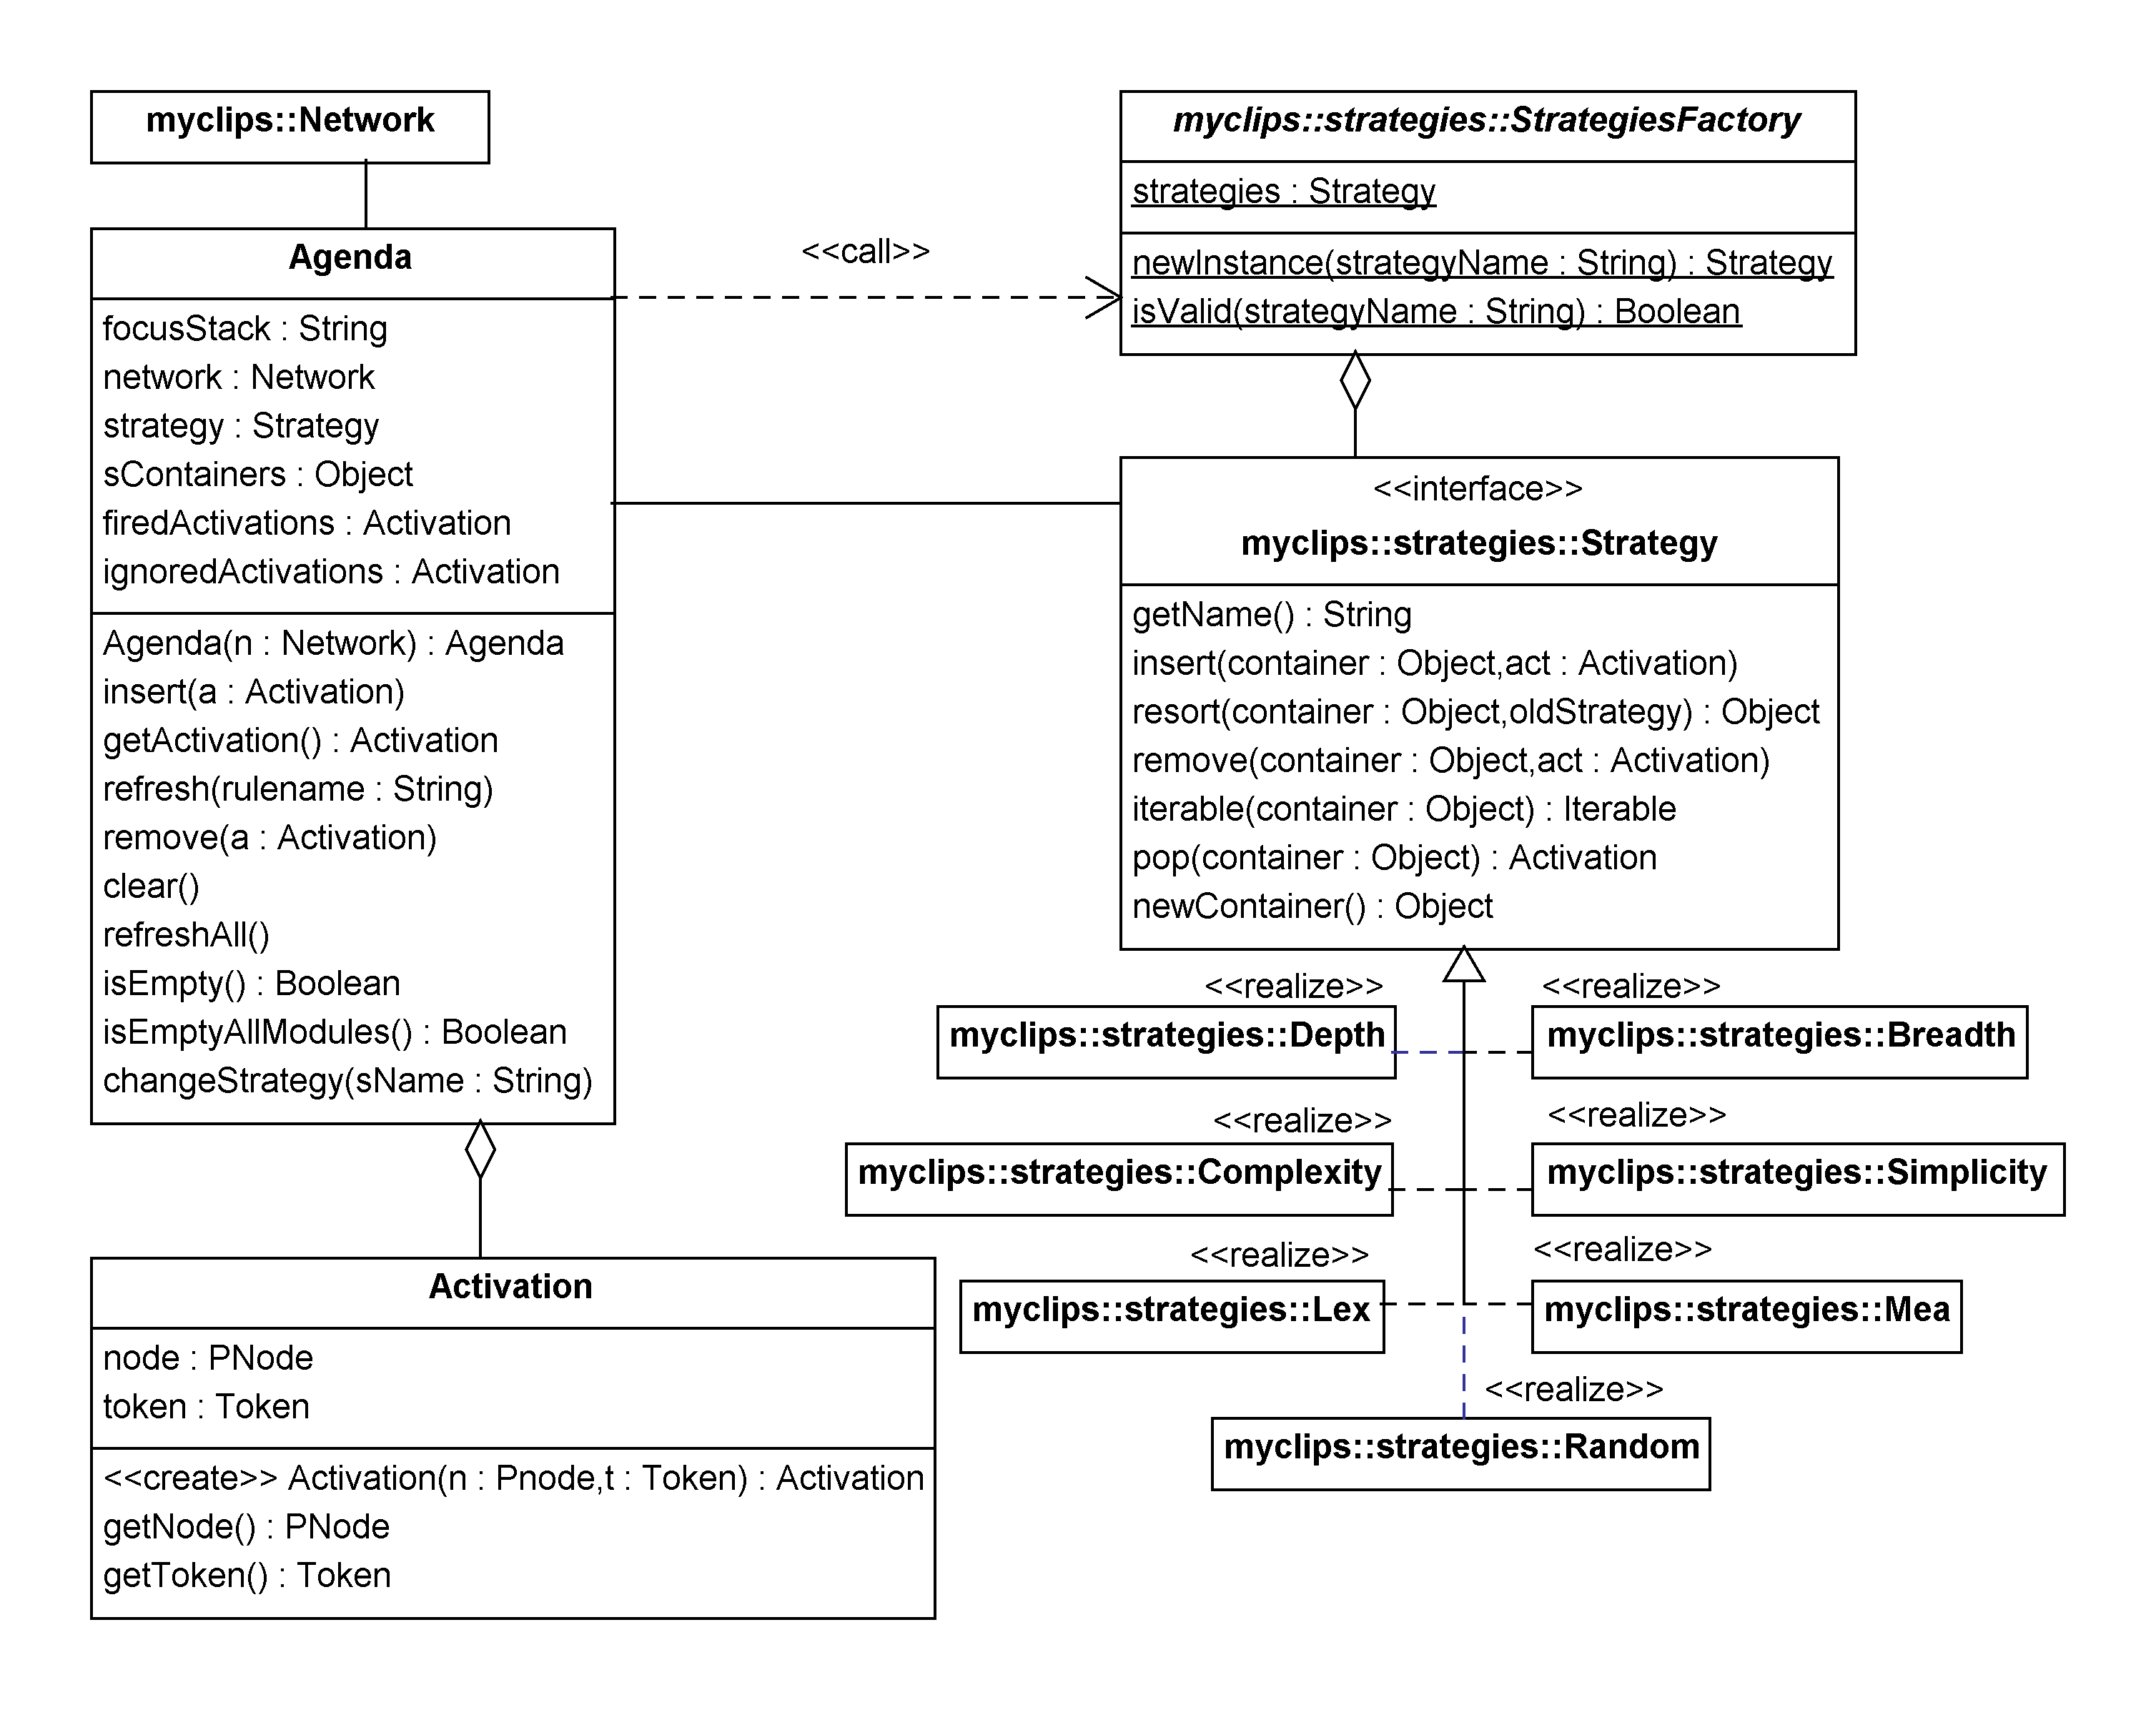 myclips::Network
Agenda
focusStack : String
network : Network
strategy : Strategy
sContainers : Object
firedActivations : Activation
ignoredActivations : Activation
Agenda(n : Network) : Agenda
insert(a : Activation)
getActivation() : Activation
refresh(rulename : String)
remove(a : Activation)
clear()
refreshAll()
isEmpty() : Boolean
isEmptyAllModules() : Boolean
changeStrategy(sName : String)
<<call>>
myclips::strategies::StrategiesFactory
strategies : Strategy
newInstance(strategyName : String) : Strategy
isValid(strategyName : String) : Boolean
<<interface>>
myclips::strategies::Strategy
getName() : String
insert(container : Object,act : Activation)
resort(container : Object,oldStrategy) : Object
remove(container : Object,act : Activation)
iterable(container : Object) : Iterable
pop(container : Object) : Activation
newContainer() : Object
<<realize>>
<<realize>>
myclips::strategies::Depth
myclips::strategies::Breadth
<<realize>>
<<realize>>
myclips::strategies::Complexity
myclips::strategies::Simplicity
<<realize>>
<<realize>>
myclips::strategies::Lex
myclips::strategies::Mea
<<realize>>
myclips::strategies::Random
Activation
node : PNode
token : Token
<<create>> Activation(n : Pnode,t : Token) : Activation
getNode() : PNode
getToken() : Token